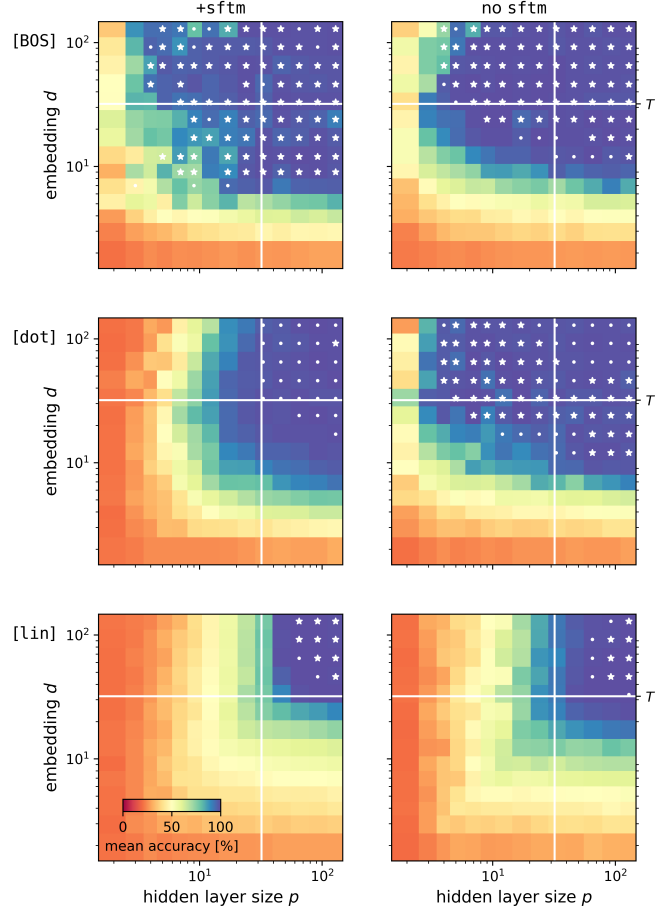 +sftm
no sftm
[BOS]
embedding d
10²
10¹
T
[dot]
embedding d
10²
10¹
T
[lin]
embedding d
10²
10¹
T
0
50
100
mean accuracy [%]
10¹
10²
10¹
10²
hidden layer size p
hidden layer size p